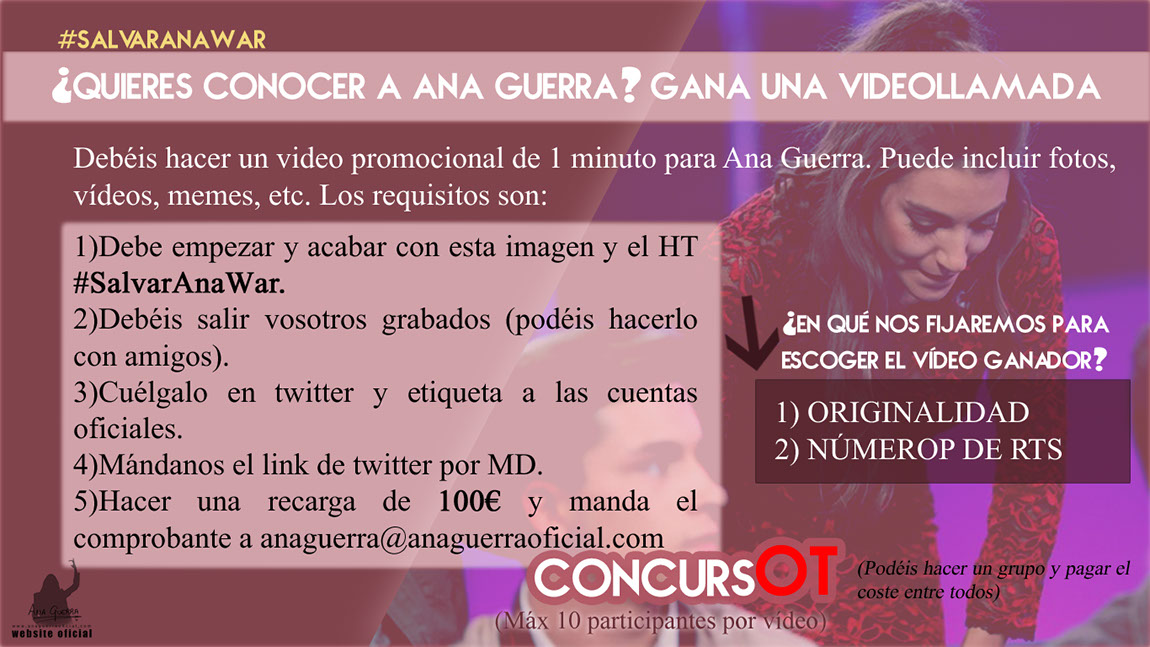 #SALVARANAWAR
¿QUIERES CONOCER A ANA GUERRA? GANA UNA VIDEOLLAMADA
Debéis hacer un video promocional de 1 minuto para Ana Guerra. Puede incluir fotos,
vídeos, memes, etc. Los requisitos son:
1)Debe empezar y acabar con esta imagen y el HT
#SalvarAnaWar.
2)Debéis salir vosotros grabados (podéis hacerlo
con amigos).
3)Cuélgalo en twitter y etiqueta a las cuentas
oficiales.
4)Mándanos el link de twitter por MD.
5)Hacer una recarga de 100€ y manda el
comprobante a anaguerra@anaguerraoficial.com
¿EN QUÉ NOS FIJAREMOS PARA
ESCOGER EL VÍDEO GANADOR?
1) ORIGINALIDAD
2) NÚMEROP DE RTS
CONCURSOT
(Podéis hacer un grupo y pagar el
coste entre todos)
(Máx 10 participantes por vídeo)
Ana Guerra
www.anaguerraoficial.com
website oficial